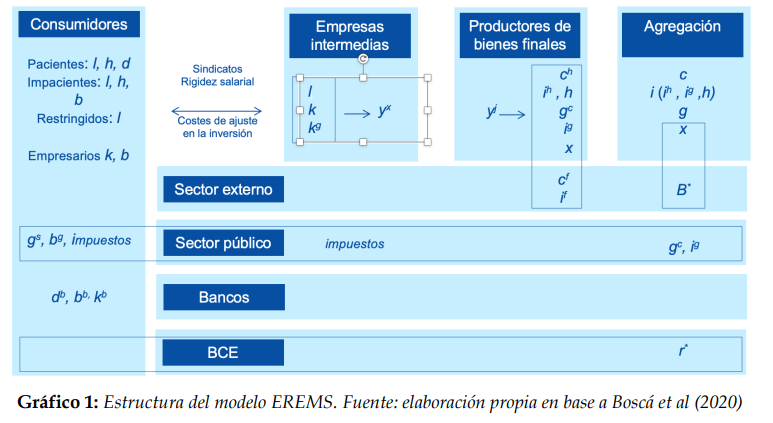 Consumidores
Pacientes: l, h, d
Impacientes: l, h,
b
Restringidos: l
Empresarios k, b
Sindicatos
Rigidez salarial
Costes de ajuste
en la inversión
Empresas
intermedias
l
k
kᵍ
yˣ
Productores de
bienes finales
yʲ
cʰ
iʰ , h
gᶜ
iᵍ
x
cᶠ
iᶠ
Agregación
c
i (iʰ , iᵍ ,h)
g
x
B*
Sector externo
gˢ, bᵍ, impuestos
Sector público
impuestos
gᶜ, iᵍ
dᵇ, bᵇ, kᵇ
Bancos
BCE
r*
Gráfico 1: Estructura del modelo EREMS. Fuente: elaboración propia en base a Boscá et al (2020)